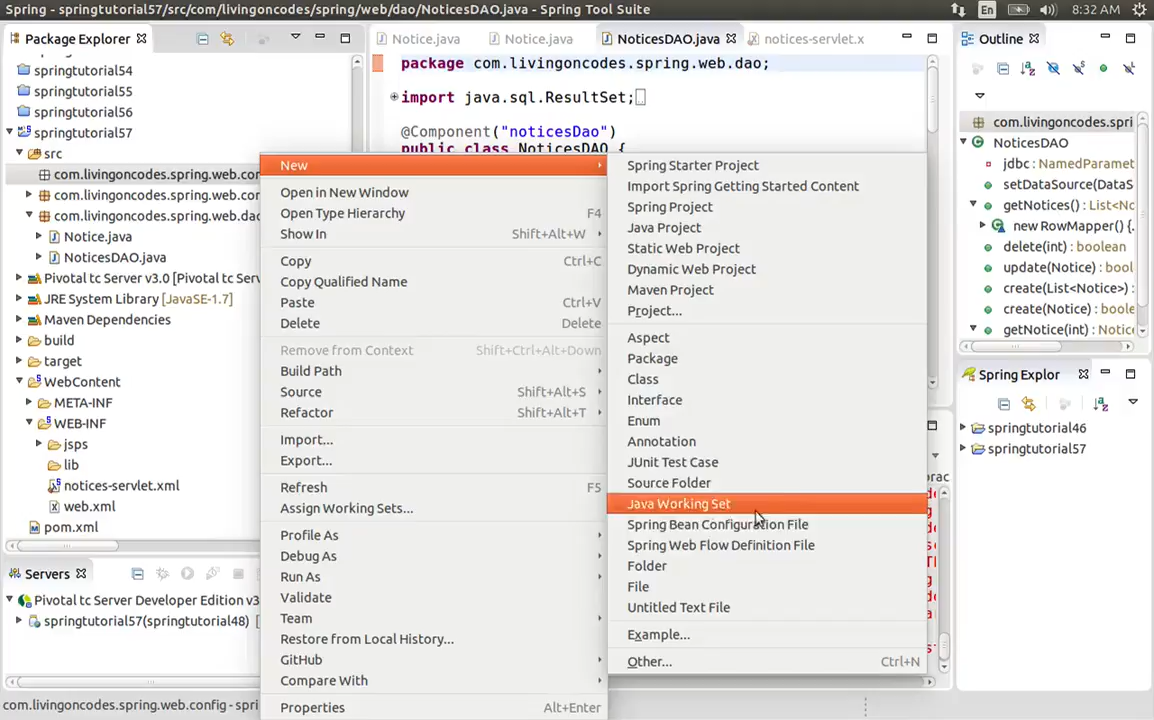 Spring - springtutorial57/src/com/livingoncodes/spring/web/dao/NoticesDAO.java - Spring Tool Suite
En
8:32 AM
Package Explorer
springtutorial54
springtutorial55
springtutorial56
springtutorial57
src
com.livingoncodes.spring.web.con
com.livingoncodes.spring.web.con
com.livingoncodes.spring.web.dao
Notice.java
NoticesDAO.java
Pivotal tc Server v3.0 [Pivotal tc Serv
JRE System Library [JavaSE-1.7]
Maven Dependencies
build
target
WebContent
META-INF
WEB-INF
jsps
lib
notices-servlet.xml
web.xml
pom.xml
Servers
Pivotal tc Server Developer Edition v3
springtutorial57(springtutorial48)
com.livingoncodes.spring.web.config - spri
Notice.java
Notice.java
NoticesDAO.java
notices-servlet.x
package com.livingoncodes.spring.web.dao;
import java.sql.ResultSet;
@Component("noticesDao")
public class NoticesDAO {
New
Open in New Window
Open Type Hierarchy F4
Show In Shift+Alt+W
Copy Ctrl+C
Copy Qualified Name
Paste Ctrl+V
Delete Delete
Remove from Context Shift+Ctrl+Alt+Down
Build Path
Source Shift+Alt+S
Refactor Shift+Alt+T
Import...
Export...
Refresh F5
Assign Working Sets...
Profile As
Debug As
Run As
Validate
Team
Restore from Local History...
GitHub
Compare With
Properties Alt+Enter
Spring Starter Project
Import Spring Getting Started Content
Spring Project
Java Project
Static Web Project
Dynamic Web Project
Maven Project
Project...
Aspect
Package
Class
Interface
Enum
Annotation
JUnit Test Case
Source Folder
Java Working Set
Spring Bean Configuration File
Spring Web Flow Definition File
Folder
File
Untitled Text File
Example...
Other... Ctrl+N
Outline
com.livingoncodes.spri
NoticesDAO
jdbc : NamedParamet
setDataSource(DataS
getNotices() : List<No
new RowMapper() {.
delete(int) : boolean
update(Notice) : bool
create(List<Notice>) :
create(Notice) : boole
getNotice(int) : Notice
Spring Explor
springtutorial46
springtutorial57